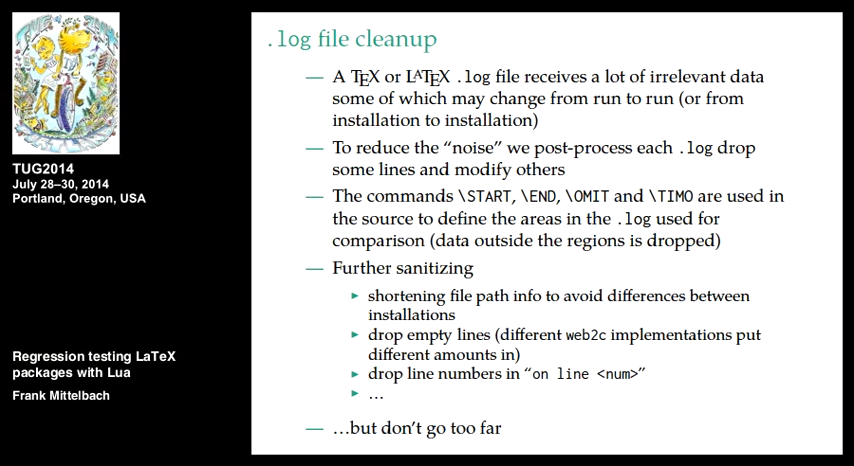 TUG2014
July 28–30, 2014
Portland, Oregon, USA
Regression testing LaTeX
packages with Lua
Frank Mittelbach
.log file cleanup
— A TEX or LATEX .log file receives a lot of irrelevant data
some of which may change from run to run (or from
installation to installation)
— To reduce the “noise” we post-process each .log drop
some lines and modify others
— The commands \START, \END, \OMIT and \TIMO are used in
the source to define the areas in the .log used for
comparison (data outside the regions is dropped)
— Further sanitizing
▶ shortening file path info to avoid differences between
installations
▶ drop empty lines (different web2c implementations put
different amounts in)
▶ drop line numbers in “on line <num>”
▶ …
— …but don’t go too far